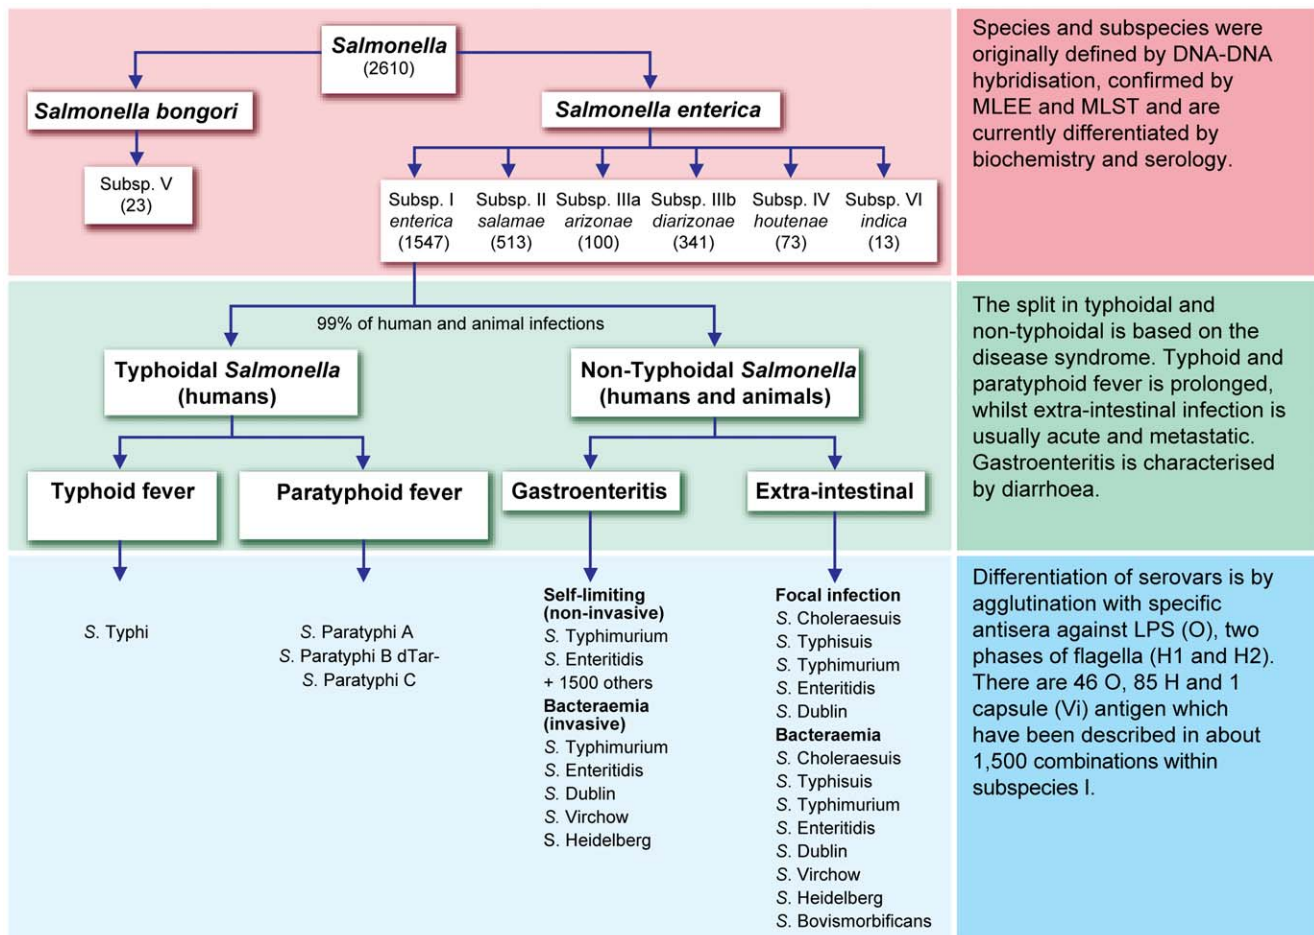 Salmonella
(2610)
Salmonella bongori
Salmonella enterica
Subsp. V
(23)
Subsp. I
enterica
(1547)
Subsp. II
salamae
(513)
Subsp. IIIa
arizonae
(100)
Subsp. IIIb
diarizonae
(341)
Subsp. IV
houtenae
(73)
Subsp. VI
indica
(13)
Species and subspecies were
originally defined by DNA-DNA
hybridisation, confirmed by
MLEE and MLST and are
currently differentiated by
biochemistry and serology.
99% of human and animal infections
Typhoidal Salmonella
(humans)
Non-Typhoidal Salmonella
(humans and animals)
Typhoid fever
Paratyphoid fever
Gastroenteritis
Extra-intestinal
The split in typhoidal and
non-typhoidal is based on the
disease syndrome. Typhoid and
paratyphoid fever is prolonged,
whilst extra-intestinal infection is
usually acute and metastatic.
Gastroenteritis is characterised
by diarrhoea.
S. Typhi
S. Paratyphi A
S. Paratyphi B dTar-
S. Paratyphi C
Self-limiting
(non-invasive)
S. Typhimurium
S. Enteritidis
+ 1500 others
Bacteraemia
(invasive)
S. Typhimurium
S. Enteritidis
S. Dublin
S. Virchow
S. Heidelberg
Focal infection
S. Choleraesuis
S. Typhisuis
S. Typhimurium
S. Enteritidis
S. Dublin
Bacteraemia
S. Choleraesuis
S. Typhisuis
S. Typhimurium
S. Enteritidis
S. Dublin
S. Virchow
S. Heidelberg
S. Bovismorbificans
Differentiation of serovars is by
agglutination with specific
antisera against LPS (O), two
phases of flagella (H1 and H2).
There are 46 O, 85 H and 1
capsule (Vi) antigen which
have been described in about
1,500 combinations within
subspecies I.